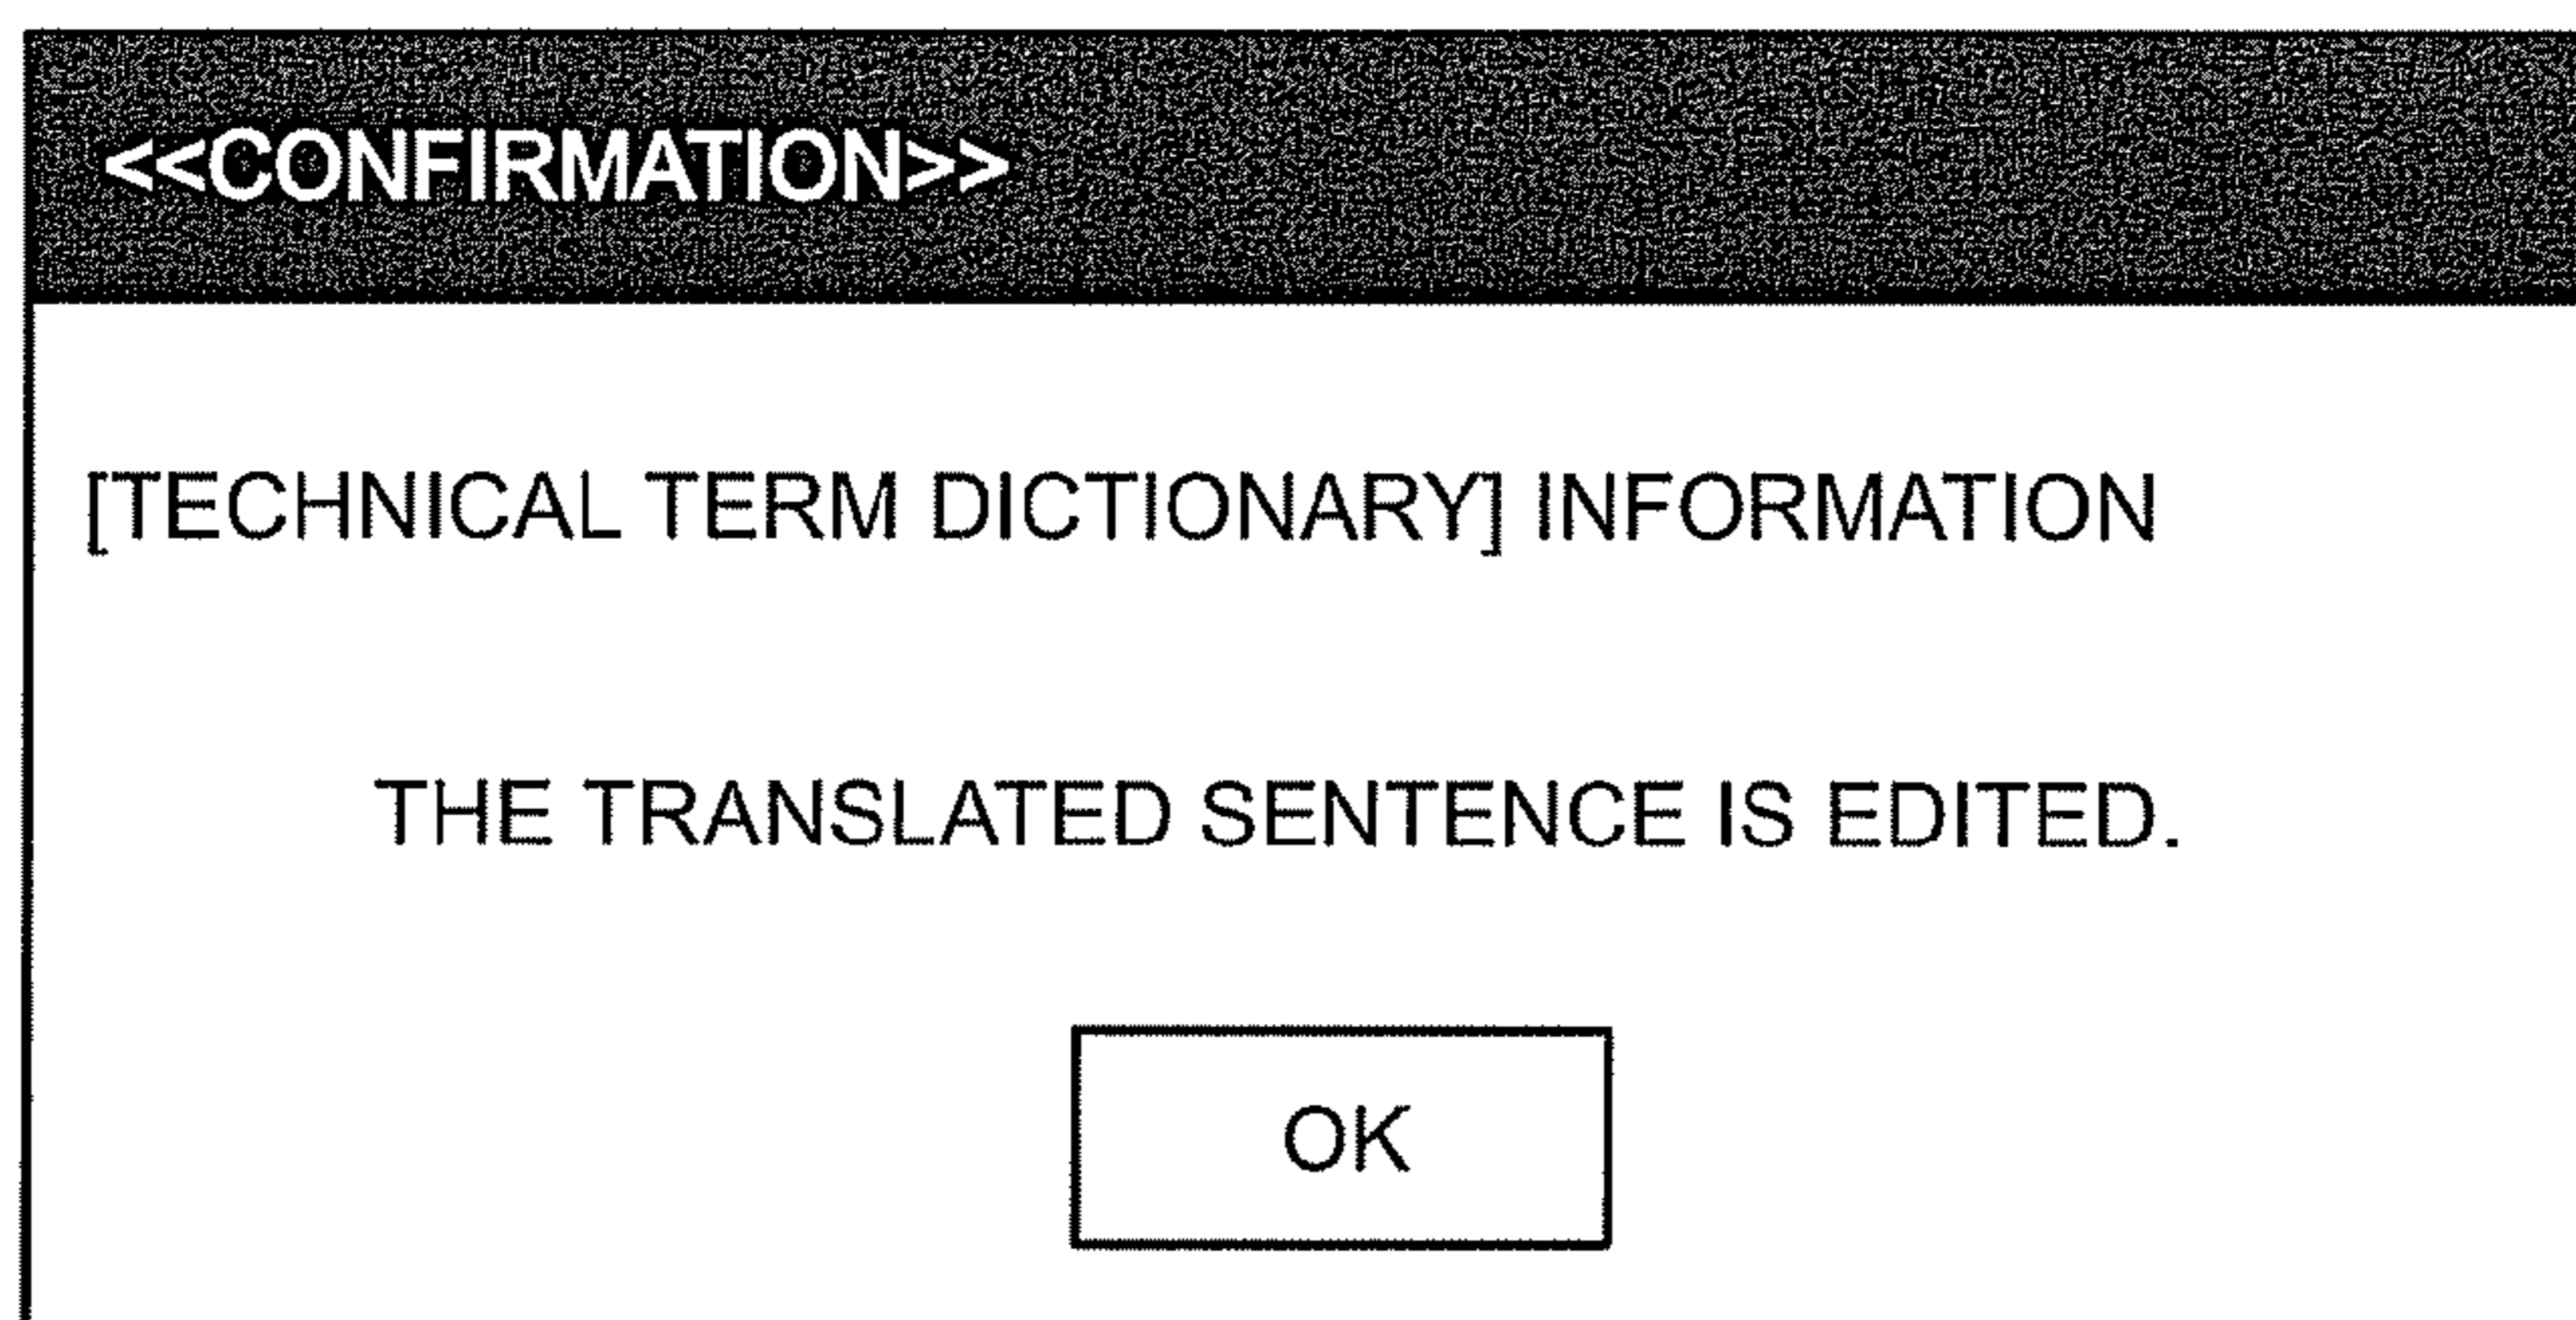 <<CONFIRMATION>>
[TECHNICAL TERM DICTIONARY] INFORMATION
THE TRANSLATED SENTENCE IS EDITED.
OK